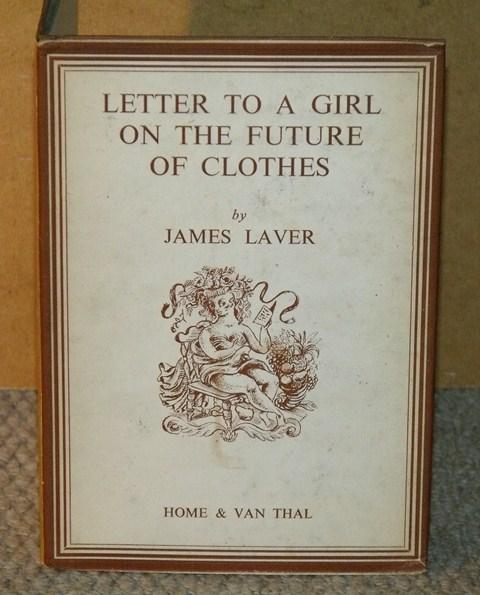 LETTER TO A GIRL
ON THE FUTURE
OF CLOTHES
by
JAMES LAVER
HOME & VAN THAL